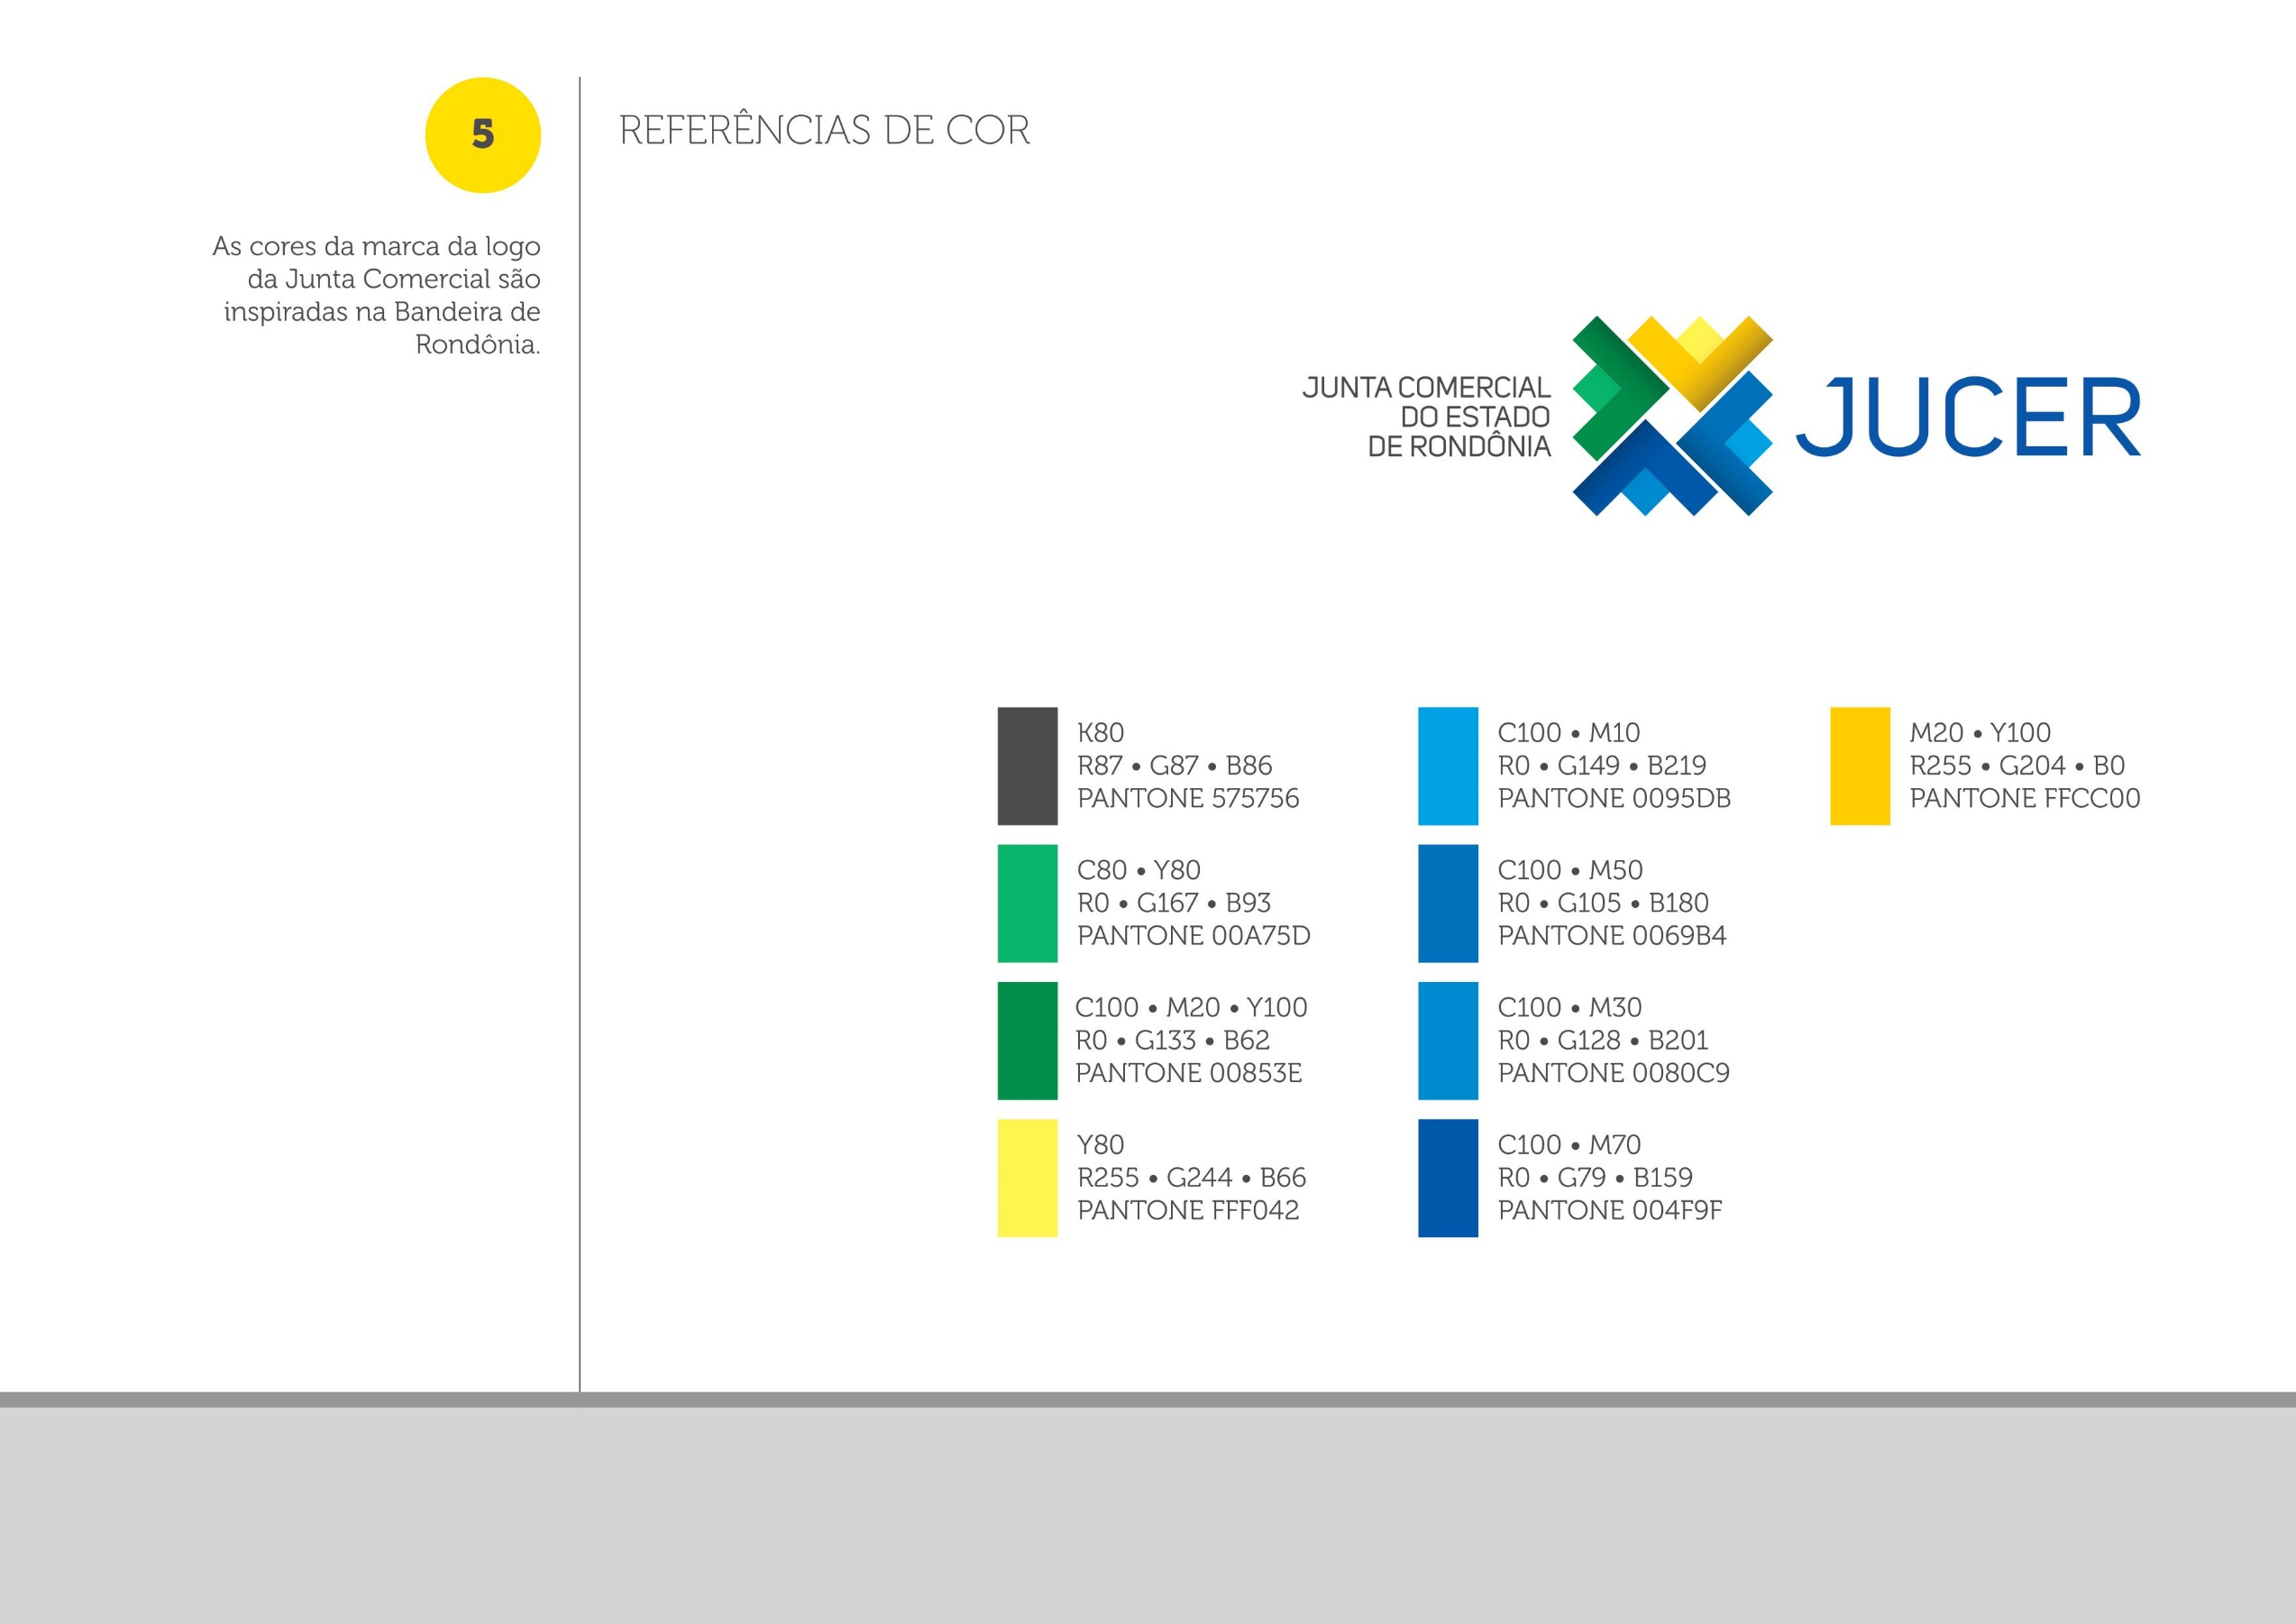 5
REFERÊNCIAS DE COR
As cores da marca da logo
da Junta Comercial são
inspiradas na Bandeira de
Rondônia.
JUNTA COMERCIAL
DO ESTADO
DE RONDÔNIA
JUCER
K80
R87 • G87 • B86
PANTONE 575756
C80 • Y80
R0 • G167 • B93
PANTONE 00A75D
C100 • M20 • Y100
R0 • G133 • B62
PANTONE 00853E
Y80
R255 • G244 • B66
PANTONE FFF042
C100 • M10
R0 • G149 • B219
PANTONE 0095DB
C100 • M50
R0 • G105 • B180
PANTONE 0069B4
C100 • M30
R0 • G128 • B201
PANTONE 0080C9
C100 • M70
R0 • G79 • B159
PANTONE 004F9F
M20 • Y100
R255 • G204 • B0
PANTONE FFCC00